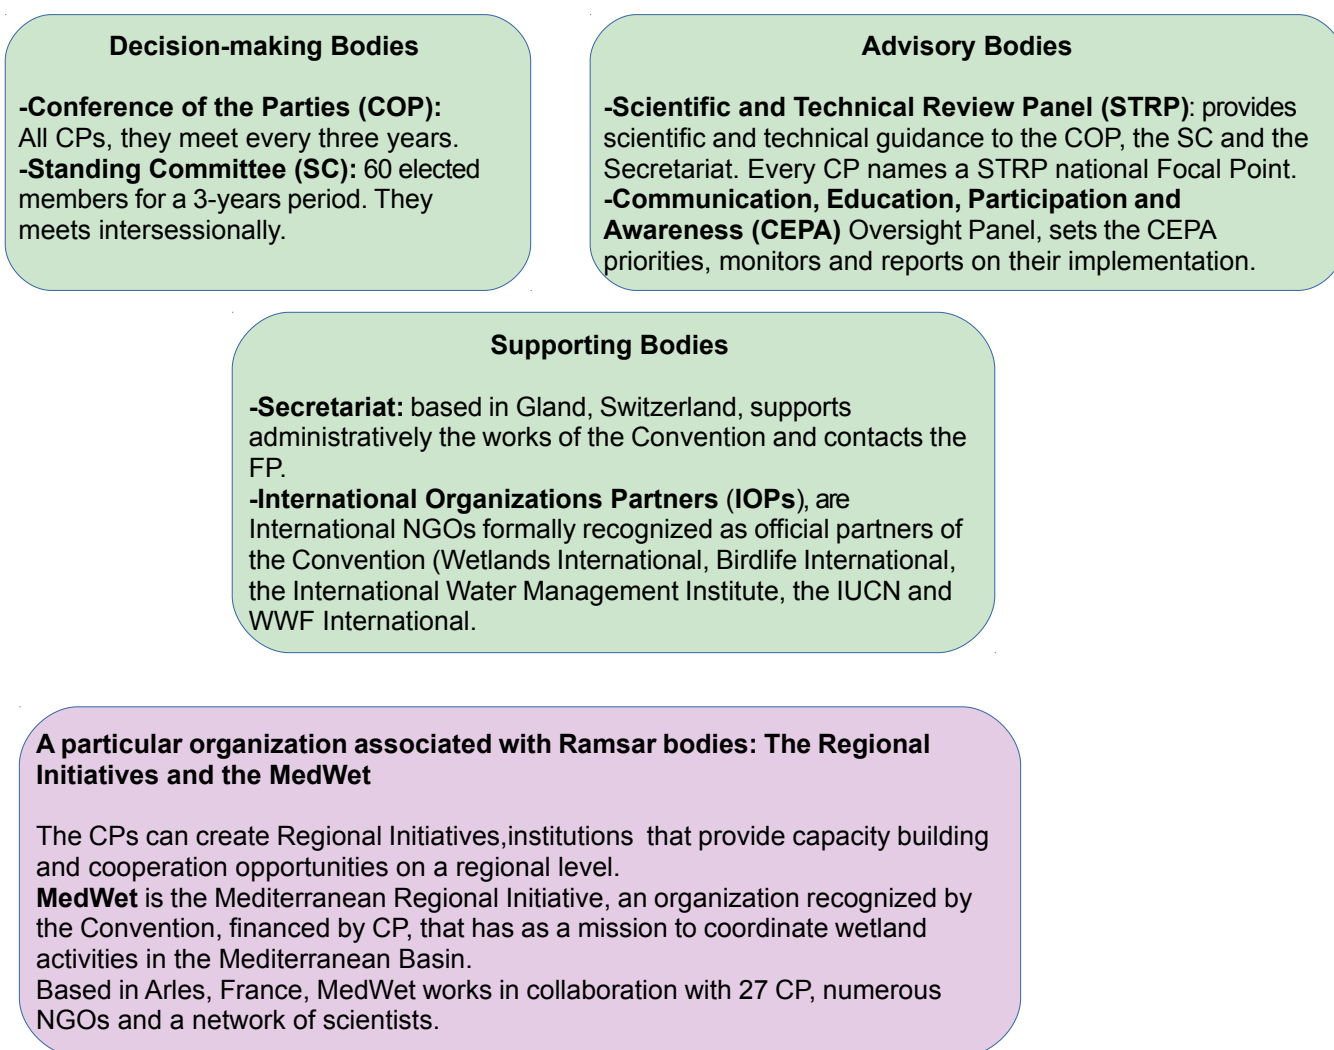 Decision-making Bodies
-Conference of the Parties (COP):
All CPs, they meet every three years.
-Standing Committee (SC): 60 elected
members for a 3-years period. They
meets intersessionally.
Advisory Bodies
-Scientific and Technical Review Panel (STRP): provides
scientific and technical guidance to the COP, the SC and the
Secretariat. Every CP names a STRP national Focal Point.
-Communication, Education, Participation and
Awareness (CEPA) Oversight Panel, sets the CEPA
priorities, monitors and reports on their implementation.
Supporting Bodies
-Secretariat: based in Gland, Switzerland, supports
administratively the works of the Convention and contacts the
FP.
-International Organizations Partners (IOPs), are
International NGOs formally recognized as official partners of
the Convention (Wetlands International, Birdlife International,
the International Water Management Institute, the IUCN and
WWF International.
A particular organization associated with Ramsar bodies: The Regional
Initiatives and the MedWet
The CPs can create Regional Initiatives,institutions that provide capacity building
and cooperation opportunities on a regional level.
MedWet is the Mediterranean Regional Initiative, an organization recognized by
the Convention, financed by CP, that has as a mission to coordinate wetland
activities in the Mediterranean Basin.
Based in Arles, France, MedWet works in collaboration with 27 CP, numerous
NGOs and a network of scientists.